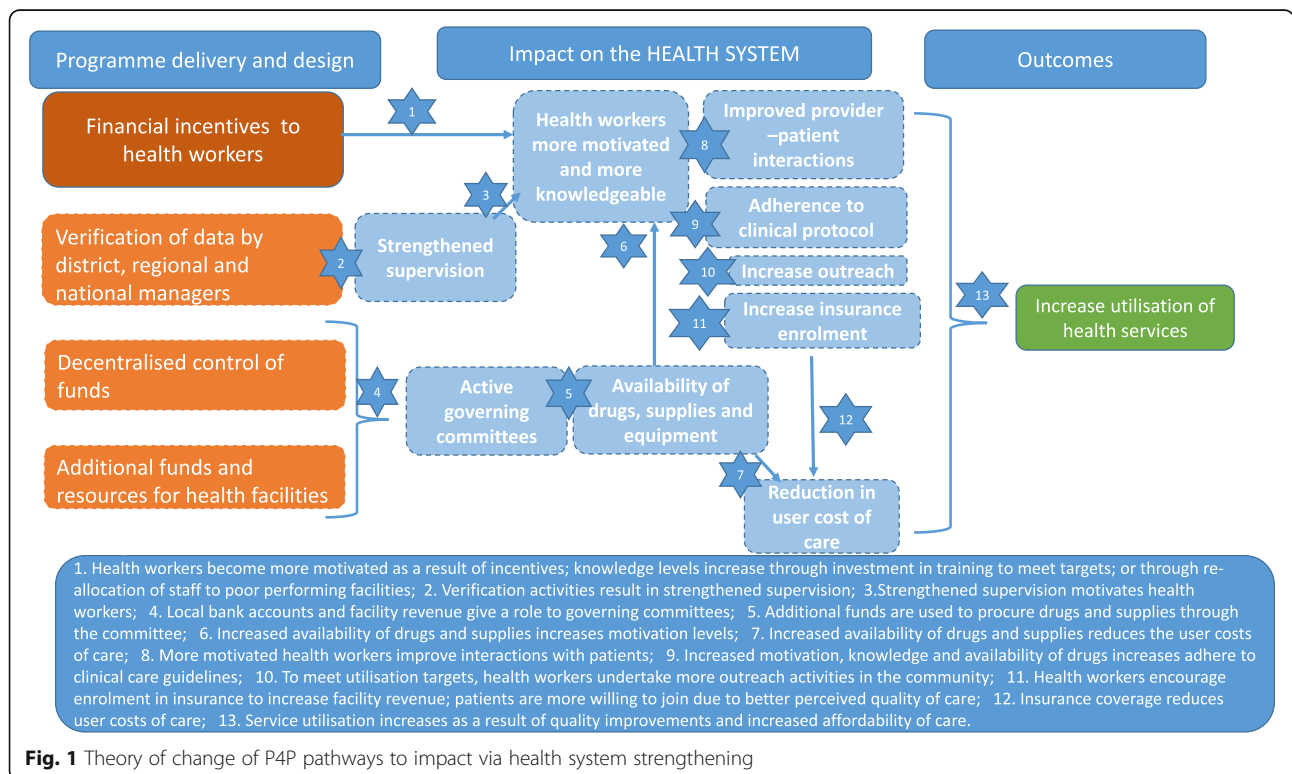 Programme delivery and design
Impact on the HEALTH SYSTEM
Outcomes
Financial incentives to
health workers
1
Health workers
more motivated
and more
knowledgeable
8
Improved provider
–patient
interactions
3
Verification of data by
district, regional and
national managers
2
Strengthened
supervision
6
9
Adherence to
clinical protocol
10
Increase outreach
11
Increase insurance
enrolment
13
Increase utilisation of
health services
Decentralised control of
funds
4
Active
governing
committees
5
Availability of
drugs, supplies and
equipment
12
Additional funds and
resources for health facilities
7
Reduction in
user cost of
care
1. Health workers become more motivated as a result of incentives; knowledge levels increase through investment in training to meet targets; or through re-
allocation of staff to poor performing facilities; 2. Verification activities result in strengthened supervision; 3.Strengthened supervision motivates health
workers; 4. Local bank accounts and facility revenue give a role to governing committees; 5. Additional funds are used to procure drugs and supplies through
the committee; 6. Increased availability of drugs and supplies increases motivation levels; 7. Increased availability of drugs and supplies reduces the user costs
of care; 8. More motivated health workers improve interactions with patients; 9. Increased motivation, knowledge and availability of drugs increases adhere to
clinical care guidelines; 10. To meet utilisation targets, health workers undertake more outreach activities in the community; 11. Health workers encourage
enrolment in insurance to increase facility revenue; patients are more willing to join due to better perceived quality of care; 12. Insurance coverage reduces
user costs of care; 13. Service utilisation increases as a result of quality improvements and increased affordability of care.
Fig. 1 Theory of change of P4P pathways to impact via health system strengthening